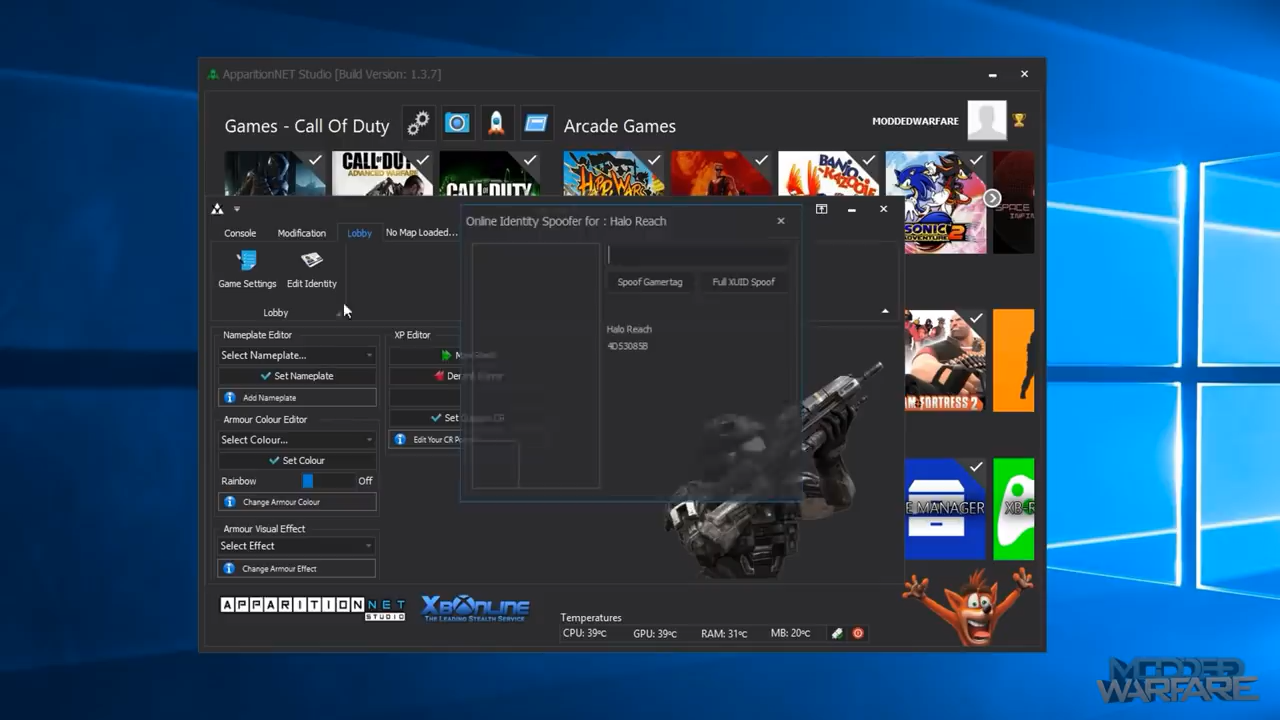 ApparitionNET Studio [Build Version: 1.3.7]
Games - Call Of Duty
Arcade Games
MODDEDWARFARE
CALL OF DUTY
ADVANCED WARFARE
CALL OF DUTY
BANJO
KAZOOIE
SONIC
ADVENTURE 2
SPACE
Console
Modification
Lobby
No Map Loaded...
Online Identity Spoofer for : Halo Reach
Game Settings
Edit Identity
Spoof Gamertag
Full XUID Spoof
Lobby
Halo Reach
4D53085B
Nameplate Editor
XP Editor
Select Nameplate...
Set Nameplate
Add Nameplate
Armour Colour Editor
Select Colour...
Set Colour
Edit Your CR
Rainbow
Off
Change Armour Colour
Armour Visual Effect
Select Effect
Change Armour Effect
FORTRESS 2
E MANAGER
XB-R
APPARITION NET
STUDIO
XBONLINE
THE LEADING STEALTH SERVICE
Temperatures
CPU: 39ºc
GPU: 39ºc
RAM: 31ºc
MB: 20ºc
MODDED
WARFARE